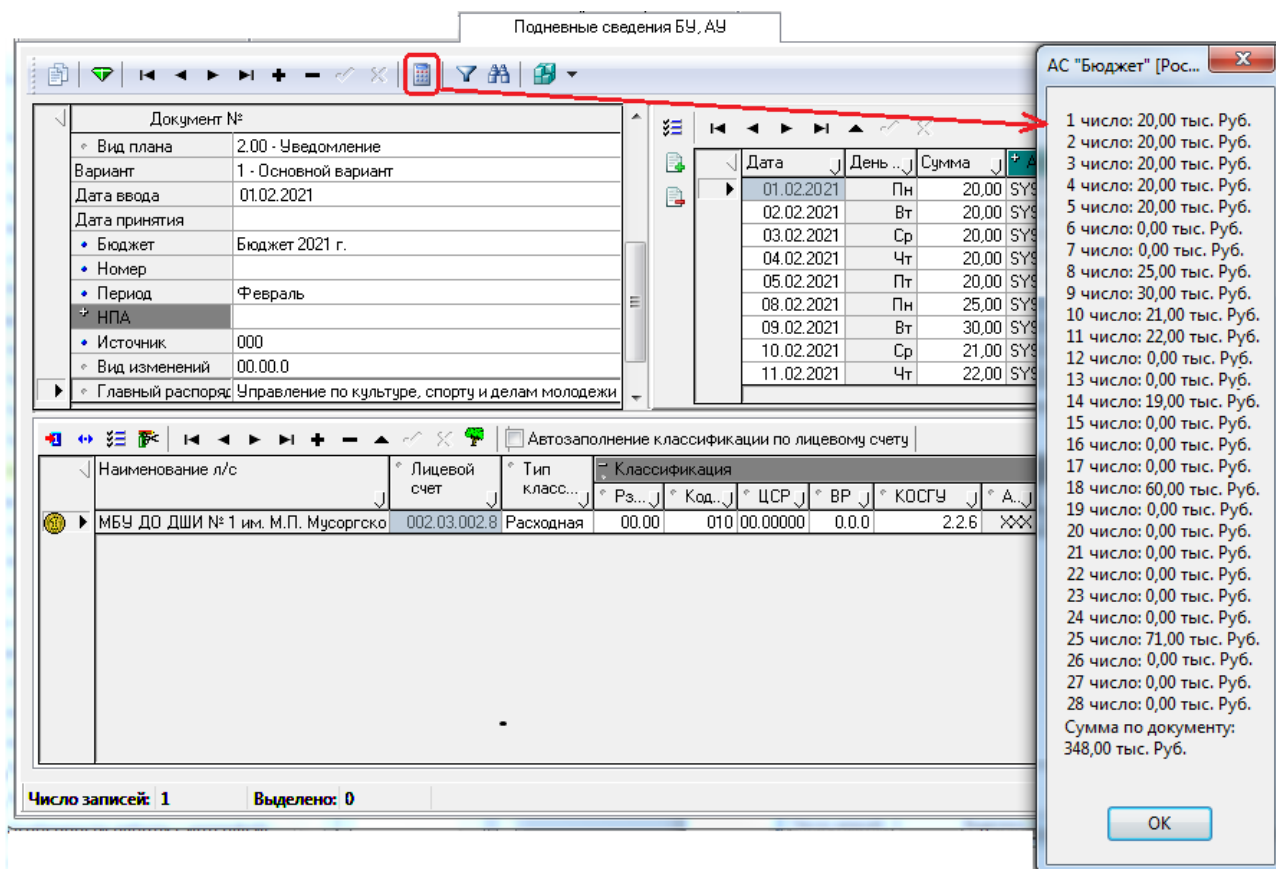 Подневные сведения БУ, АУ
Документ №
Вид плана 2.00 - Уведомление
Вариант 1 - Основной вариант
Дата ввода 01.02.2021
Дата принятия
Бюджет Бюджет 2021 г.
Номер
Период Февраль
НПА
Источник 000
Вид изменений 00.00.0
Главный распоряд Управление по культуре, спорту и делам молодежи
Дата День .. Сумма
01.02.2021 Пн 20,00 SYS
02.02.2021 Вт 20,00 SYS
03.02.2021 Ср 20,00 SYS
04.02.2021 Чт 20,00 SYS
05.02.2021 Пт 20,00 SYS
08.02.2021 Пн 25,00 SYS
09.02.2021 Вт 30,00 SYS
10.02.2021 Ср 21,00 SYS
11.02.2021 Чт 22,00 SYS
Автозаполнение классификации по лицевому счету
Наименование л/с Лицевой счет Тип класс... Классификация
Рз... Код.. ЦСР ВР КОСГУ А..
МБУ ДО ДШИ № 1 им. М.П. Мусоргско 002.03.002.8 Расходная 00.00 010 00.00000 0.0.0 2.2.6 XXX
Число записей: 1 Выделено: 0
АС "Бюджет" [Рос...
1 число: 20,00 тыс. Руб.
2 число: 20,00 тыс. Руб.
3 число: 20,00 тыс. Руб.
4 число: 20,00 тыс. Руб.
5 число: 20,00 тыс. Руб.
6 число: 0,00 тыс. Руб.
7 число: 0,00 тыс. Руб.
8 число: 25,00 тыс. Руб.
9 число: 30,00 тыс. Руб.
10 число: 21,00 тыс. Руб.
11 число: 22,00 тыс. Руб.
12 число: 0,00 тыс. Руб.
13 число: 0,00 тыс. Руб.
14 число: 19,00 тыс. Руб.
15 число: 0,00 тыс. Руб.
16 число: 0,00 тыс. Руб.
17 число: 0,00 тыс. Руб.
18 число: 60,00 тыс. Руб.
19 число: 0,00 тыс. Руб.
20 число: 0,00 тыс. Руб.
21 число: 0,00 тыс. Руб.
22 число: 0,00 тыс. Руб.
23 число: 0,00 тыс. Руб.
24 число: 0,00 тыс. Руб.
25 число: 71,00 тыс. Руб.
26 число: 0,00 тыс. Руб.
27 число: 0,00 тыс. Руб.
28 число: 0,00 тыс. Руб.
Сумма по документу:
348,00 тыс. Руб.
ОК